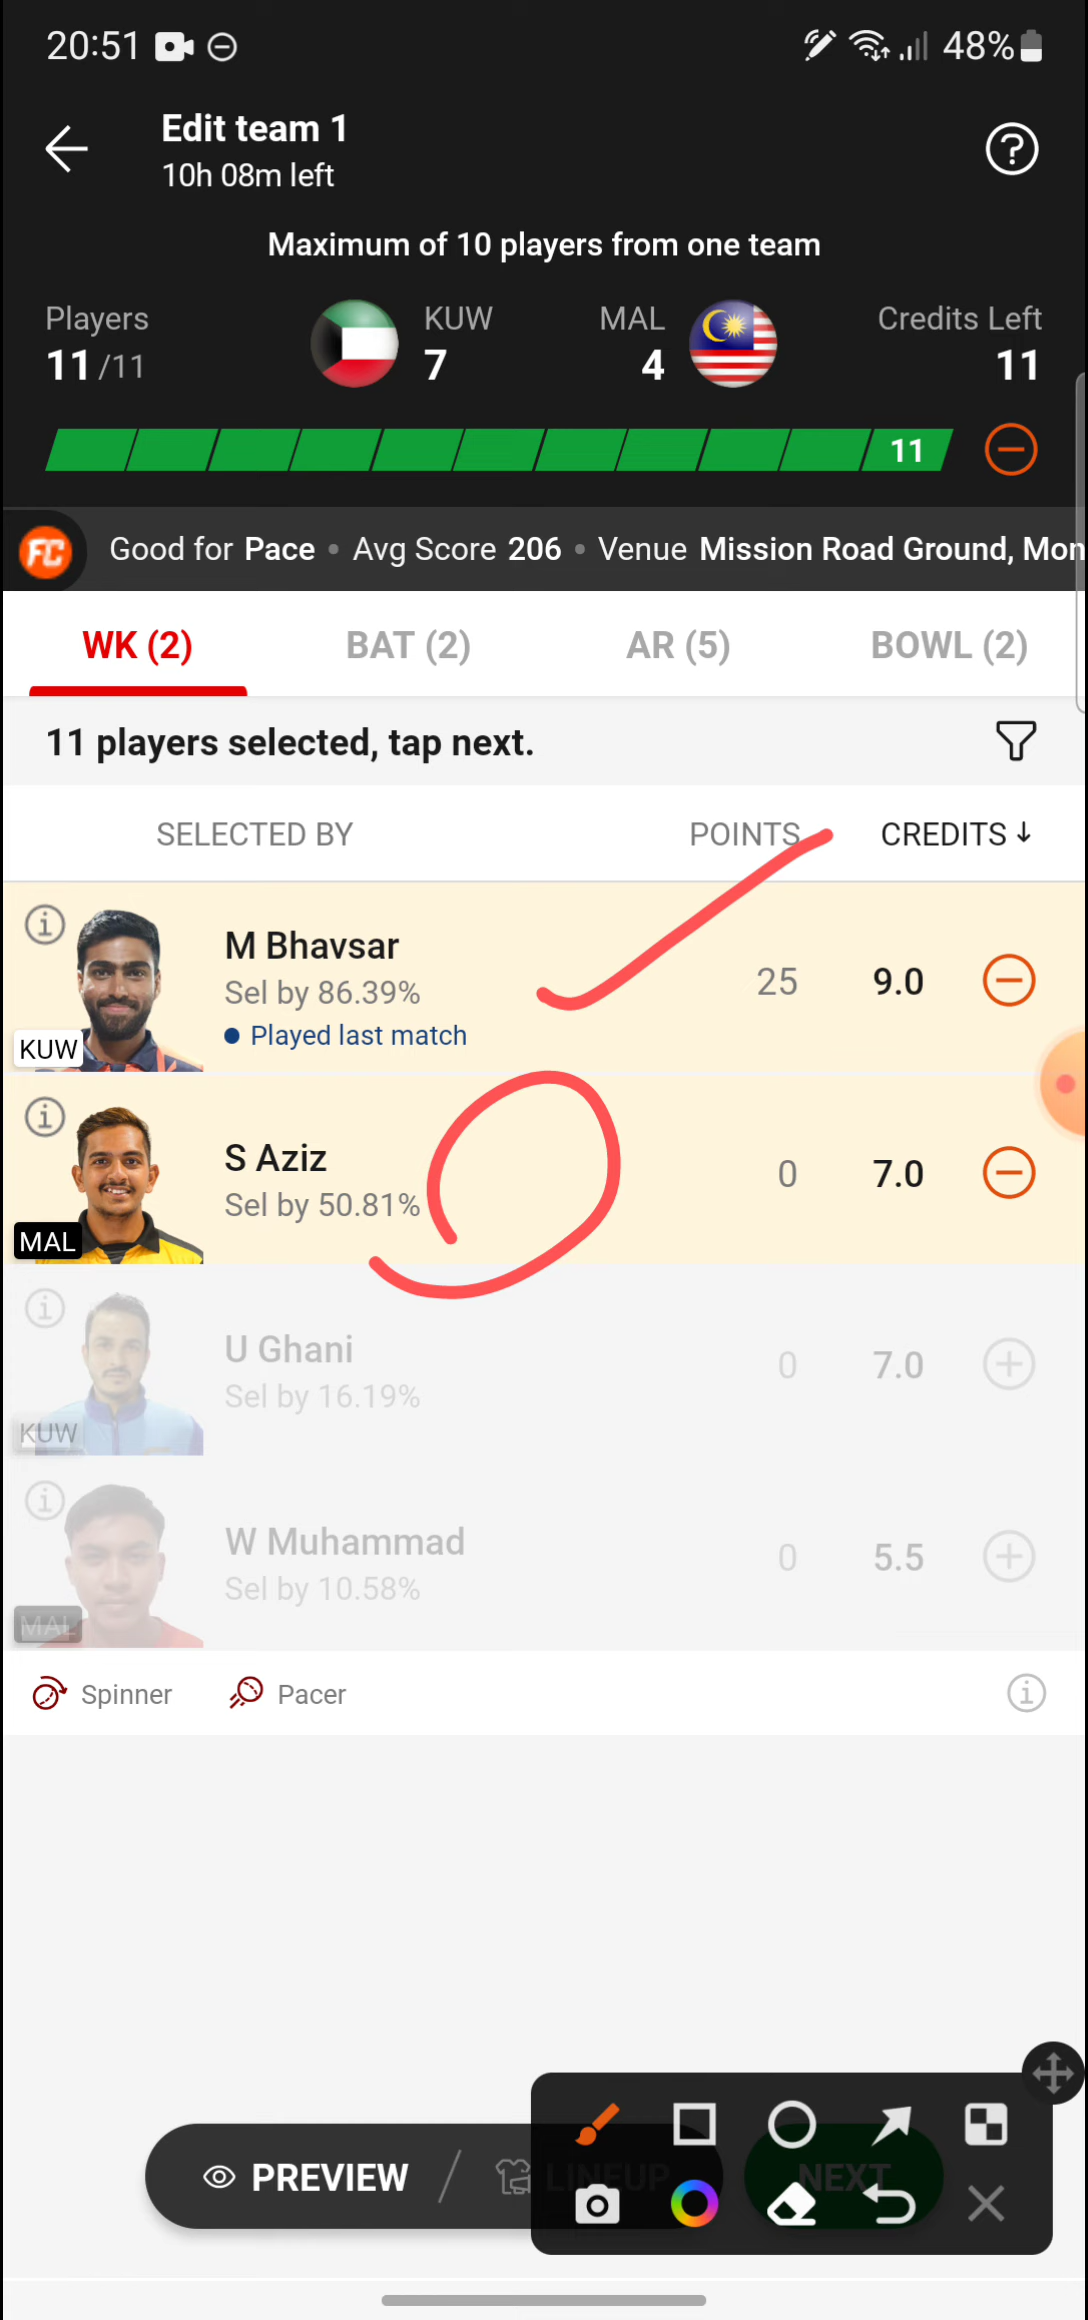 20:51 48%
Edit team 1
10h 08m left
Maximum of 10 players from one team
Players KUW MAL Credits Left
11/11 7 4 11
11
FC Good for Pace • Avg Score 206 • Venue Mission Road Ground, Mon
WK (2) BAT (2) AR (5) BOWL (2)
11 players selected, tap next.
SELECTED BY POINTS CREDITS ↓
M Bhavsar
Sel by 86.39% 25 9.0
• Played last match
KUW
S Aziz 0 7.0
Sel by 50.81%
MAL
U Ghani 0 7.0
Sel by 16.19%
KUW
W Muhammad 0 5.5
Sel by 10.58%
MAL
Spinner Pacer
PREVIEW / LINEUP NEXT